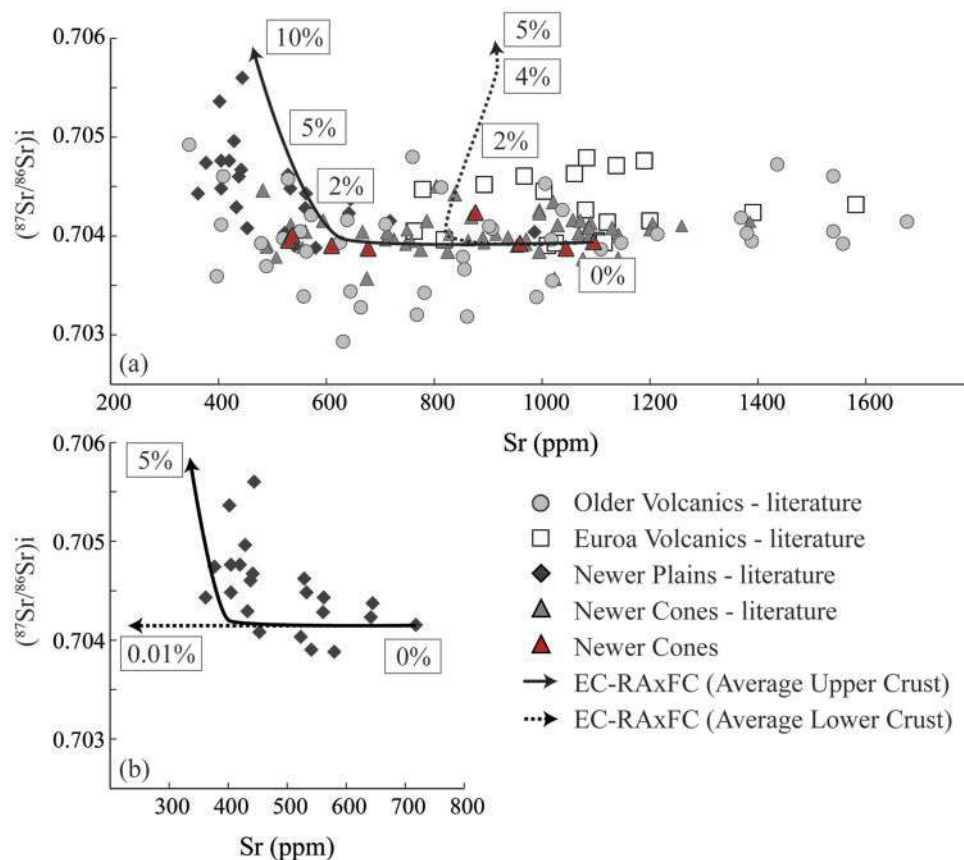 0.706
0.705
0.704
0.703
(⁸⁷Sr/⁸⁶Sr)i
10%
5%
2%
5%
4%
2%
0%
(a)
200 400 600 800 1000 1200 1400 1600
Sr (ppm)
0.706
0.705
0.704
0.703
(⁸⁷Sr/⁸⁶Sr)i
5%
0.01%
0%
(b)
300 400 500 600 700 800
Sr (ppm)
Older Volcanics - literature
Euroa Volcanics - literature
Newer Plains - literature
Newer Cones - literature
Newer Cones
EC-RAxFC (Average Upper Crust)
EC-RAxFC (Average Lower Crust)